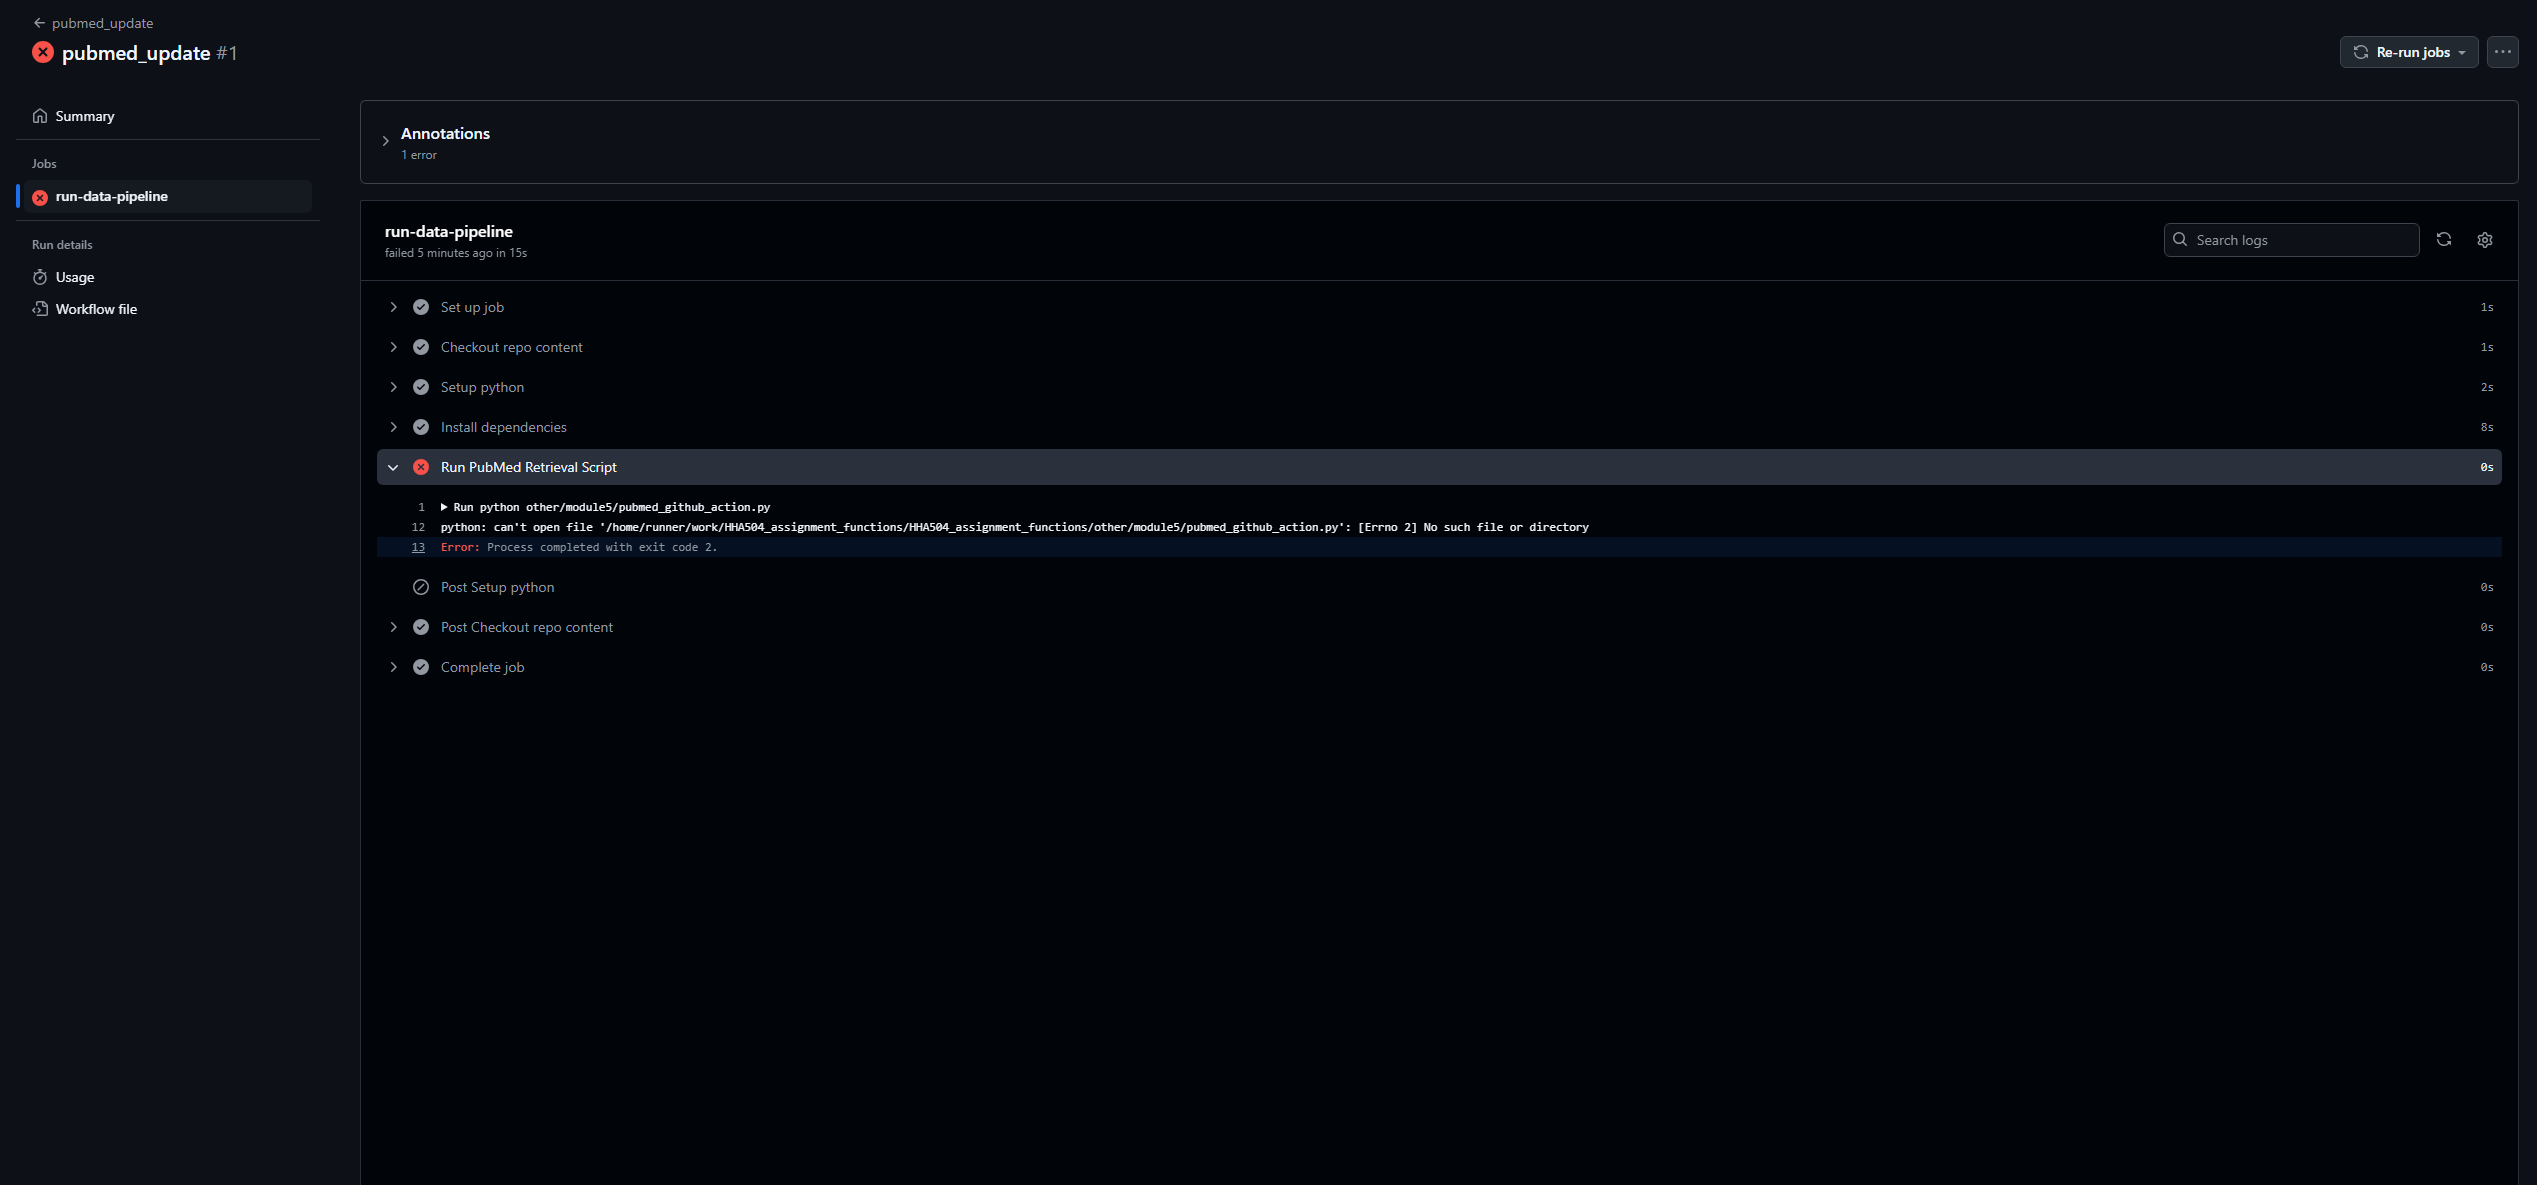 pubmed_update
pubmed_update #1
Re-run jobs
Summary
Jobs
run-data-pipeline
Run details
Usage
Workflow file
Annotations
1 error
run-data-pipeline
failed 5 minutes ago in 15s
Search logs
Set up job 1s
Checkout repo content 1s
Setup python 2s
Install dependencies 8s
Run PubMed Retrieval Script 0s
1 Run python other/module5/pubmed_github_action.py
12 python: can't open file '/home/runner/work/HHA504_assignment_functions/HHA504_assignment_functions/other/module5/pubmed_github_action.py': [Errno 2] No such file or directory
13 Error: Process completed with exit code 2.
Post Setup python 0s
Post Checkout repo content 0s
Complete job 0s